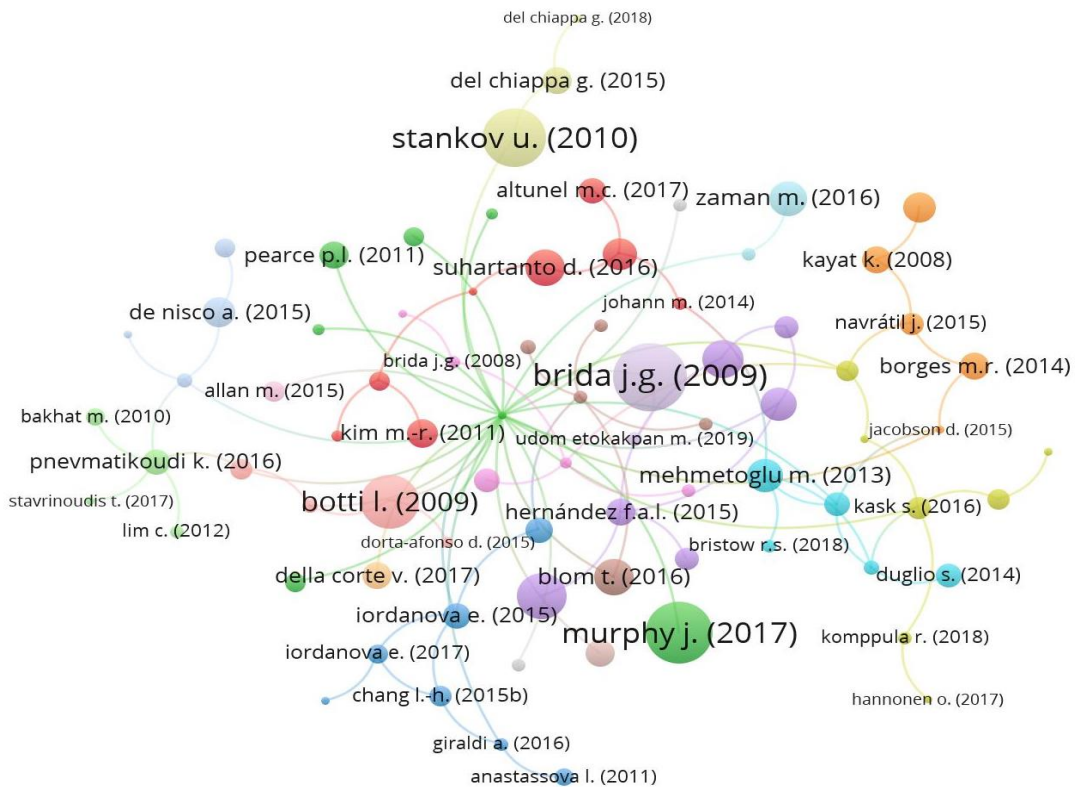 del chiappa g. (2018)
del chiappa g. (2015)
stankov u. (2010)
altunel m.c. (2017)
zaman m. (2016)
pearce p.l. (2011)
suhartanto d. (2016)
kayat k. (2008)
johann m. (2014)
de nisco a. (2015)
navrátil j. (2015)
brida j.g. (2008)
borges m.r. (2014)
brida j.g. (2009)
allan m. (2015)
bakhat m. (2010)
kim m.-r. (2011)
udom etokakpan m. (2019)
jacobson d. (2015)
pnevmatikoudi k. (2016)
mehmetoglu m. (2013)
stavrinoudis t. (2017)
botti l. (2009)
hernández f.a.l. (2015)
kask s. (2016)
lim c. (2012)
dorta-afonso d. (2015)
bristow r.s. (2018)
della corte v. (2017)
blom t. (2016)
duglio s. (2014)
iordanova e. (2015)
murphy j. (2017)
komppula r. (2018)
iordanova e. (2017)
chang l.-h. (2015b)
hannonen o. (2017)
giraldi a. (2016)
anastassova l. (2011)